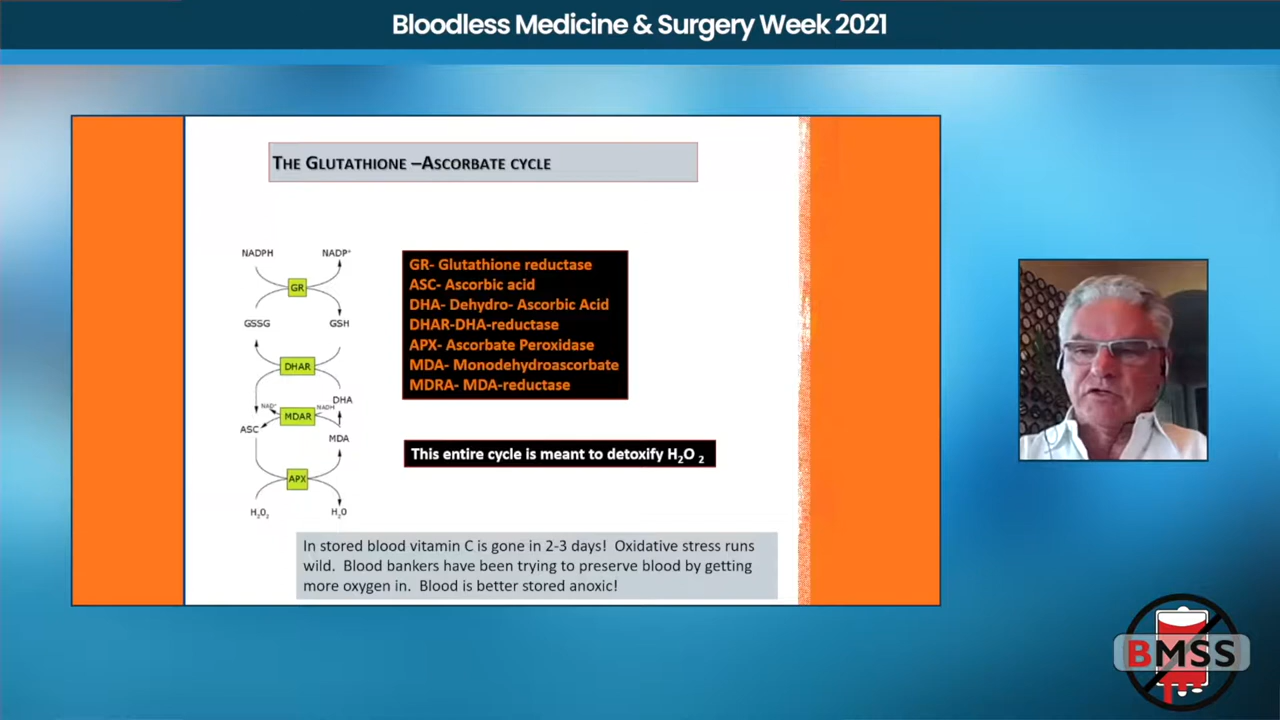 Bloodless Medicine & Surgery Week 2021
THE GLUTATHIONE –ASCORBATE CYCLE
NADPH NADP⁺
GR
GSSG GSH
DHAR
DHA
NAD⁺ MDAR NADH
ASC
MDA
APX
H₂O₂ H₂O
GR- Glutathione reductase
ASC- Ascorbic acid
DHA- Dehydro- Ascorbic Acid
DHAR-DHA-reductase
APX- Ascorbate Peroxidase
MDA- Monodehydroascorbate
MDRA- MDA-reductase
This entire cycle is meant to detoxify H₂O ₂
In stored blood vitamin C is gone in 2-3 days! Oxidative stress runs
wild. Blood bankers have been trying to preserve blood by getting
more oxygen in. Blood is better stored anoxic!
BMSS